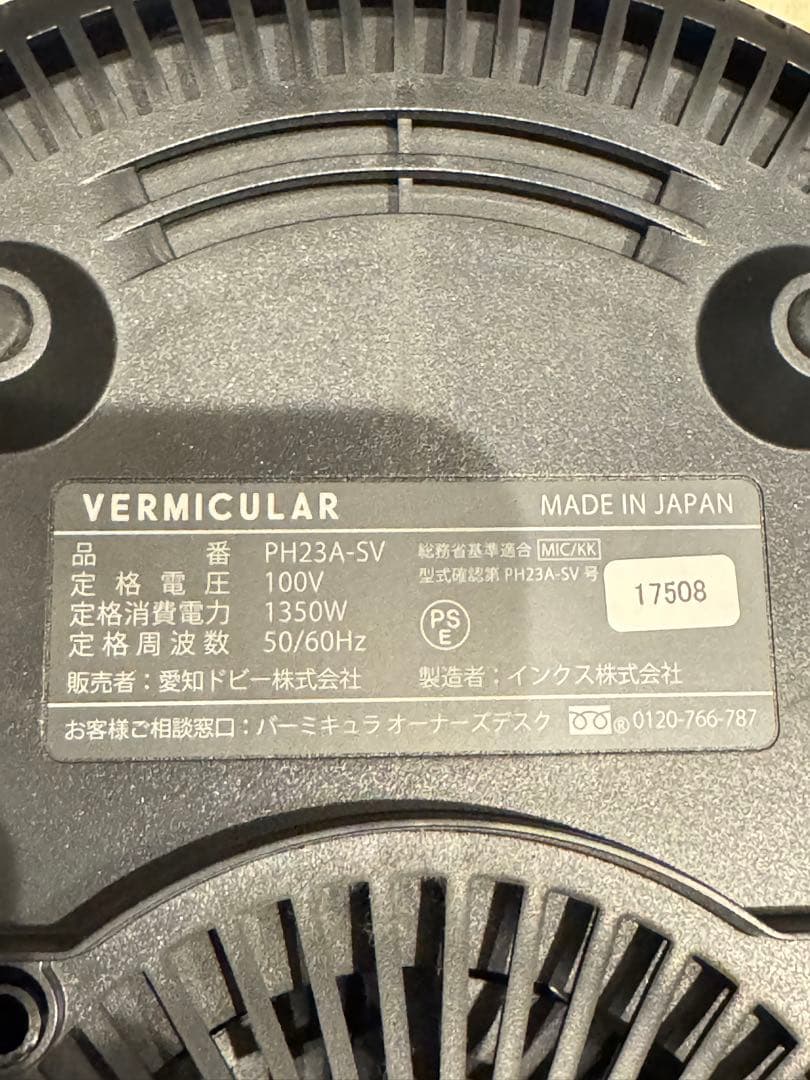 VERMICULAR MADE IN JAPAN
品番 PH23A-SV
定格電圧 100V
定格消費電力 1350W
定格周波数 50/60Hz
総務省基準適合 MIC/KK
型式確認第 PH23A-SV 号
17508
PS
E
販売者：愛知ドビー株式会社
製造者：インクス株式会社
お客様ご相談窓口：バーミキュラ オーナーズデスク ® 0120-766-787